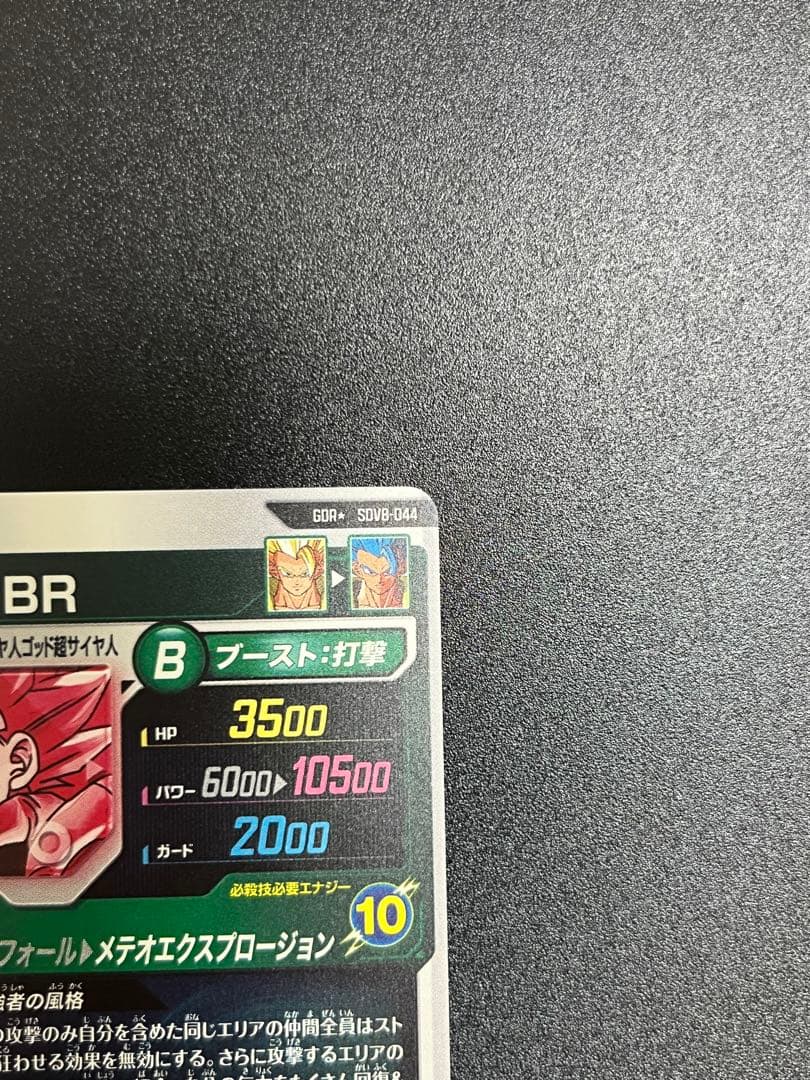 GDR★ SDV8-044
BR
ヤ人ゴッド超サイヤ人
B ブースト:打撃
HP 3500
パワー 6000▶10500
ガード 2000
必殺技必要エナジー
10
フォール▶メテオエクスプロージョン
強者の風格
の攻撃のみ自分を含めた同じエリアの仲間全員はスト
狂わせる効果を無効にする。さらに攻撃するエリアの